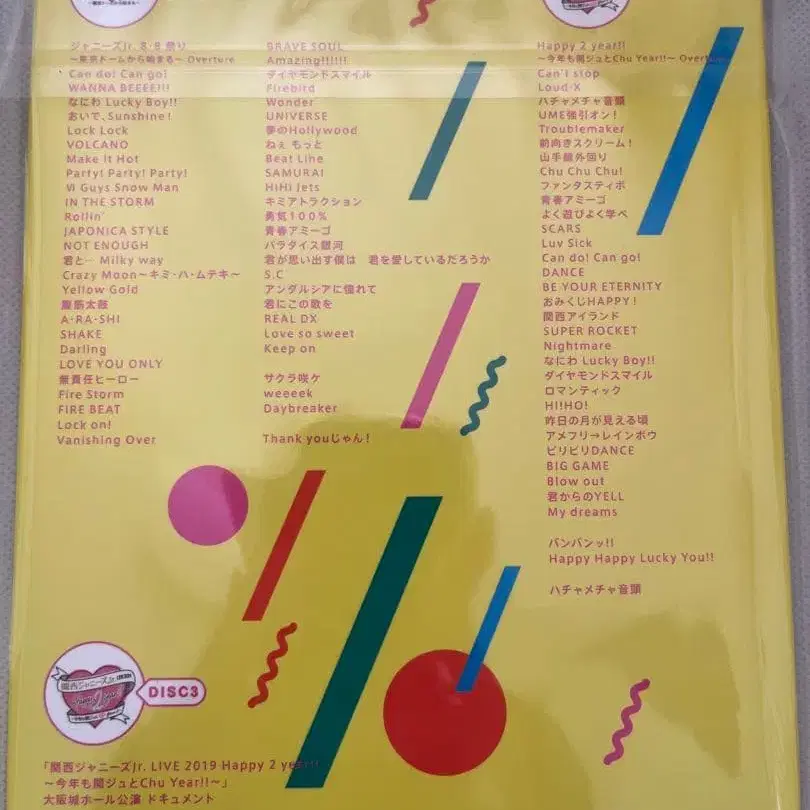 ～東京ドームから始まる～
ジャニーズJr. 8・8 祭り
～東京ドームから始まる～ Overture
Can do! Can go!
WANNA BEEEE!!!
なにわ Lucky Boy!!
おいで、Sunshine!
Lock Lock
VOLCANO
Make It Hot
Party! Party! Party!
Vi Guys Snow Man
IN THE STORM
Rollin'
JAPONICA STYLE
NOT ENOUGH
君と… Milky way
Crazy Moon～キミ・ハ・ムテキ～
Yellow Gold
腹筋太鼓
A・RA・SHI
SHAKE
Darling
LOVE YOU ONLY
無責任ヒーロー
Fire Storm
FIRE BEAT
Lock on!
Vanishing Over
BRAVE SOUL
Amazing!!!!!!
ダイヤモンドスマイル
Firebird
Wonder
UNIVERSE
夢のHollywood
ねぇ もっと
Beat Line
SAMURAI
HiHi Jets
キミアトラクション
勇気100%
青春アミーゴ
パラダイス銀河
君が思い出す僕は 君を愛しているだろうか
S.C
アンダルシアに憧れて
君にこの歌を
REAL DX
Love so sweet
Keep on
サクラ咲ケ
weeeek
Daybreaker
Thank youじゃん!
Happy 2 year!!
～今年も関ジュとChu Year!!～ Overture
Can't stop
Loud-X
ハチャメチャ音頭
UME強引オン!
Troublemaker
前向きスクリーム!
山手線外回り
Chu Chu Chu!
ファンタスティポ
青春アミーゴ
よく遊びよく学べ
SCARS
Luv Sick
Can do! Can go!
DANCE
BE YOUR ETERNITY
おみくじHAPPY!
関西アイランド
SUPER ROCKET
Nightmare
なにわ Lucky Boy!!
ダイヤモンドスマイル
ロマンティック
HI!HO!
昨日の月が見える頃
アメフリ→レインボウ
ビリビリDANCE
BIG GAME
Blow out
君からのYELL
My dreams
バンバンッ!!
Happy Happy Lucky You!!
ハチャメチャ音頭
関西ジャニーズJr.
DISC3
「関西ジャニーズJr. LIVE 2019 Happy 2 year!!
～今年も関ジュとChu Year!!～」
大阪城ホール公演 ドキュメント